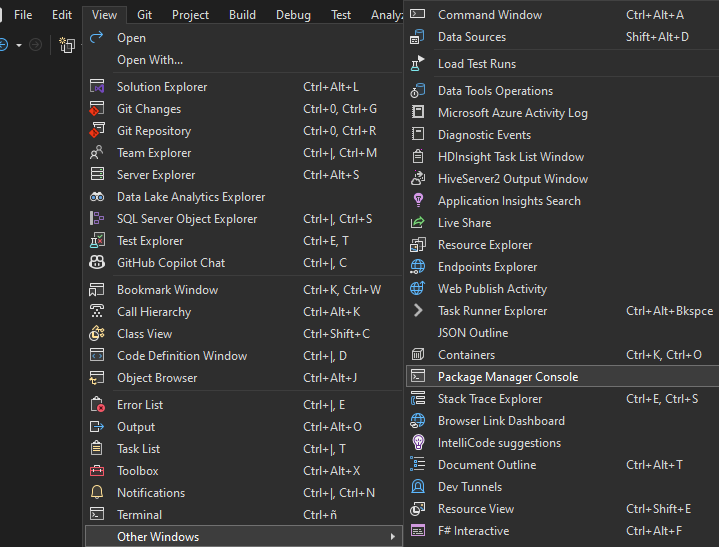 File Edit View Git Project Build Debug Test Analyz
Open
Open With...
Solution Explorer Ctrl+Alt+L
Git Changes Ctrl+0, Ctrl+G
Git Repository Ctrl+0, Ctrl+R
Team Explorer Ctrl+|, Ctrl+M
Server Explorer Ctrl+Alt+S
Data Lake Analytics Explorer
SQL Server Object Explorer Ctrl+|, Ctrl+S
Test Explorer Ctrl+E, T
GitHub Copilot Chat Ctrl+|, C
Bookmark Window Ctrl+K, Ctrl+W
Call Hierarchy Ctrl+Alt+K
Class View Ctrl+Shift+C
Code Definition Window Ctrl+|, D
Object Browser Ctrl+Alt+J
Error List Ctrl+|, E
Output Ctrl+Alt+O
Task List Ctrl+|, T
Toolbox Ctrl+Alt+X
Notifications Ctrl+|, Ctrl+N
Terminal Ctrl+ñ
Other Windows
Command Window Ctrl+Alt+A
Data Sources Shift+Alt+D
Load Test Runs
Data Tools Operations
Microsoft Azure Activity Log
Diagnostic Events
HDInsight Task List Window
HiveServer2 Output Window
Application Insights Search
Live Share
Resource Explorer
Endpoints Explorer
Web Publish Activity
Task Runner Explorer Ctrl+Alt+Bkspce
JSON Outline
Containers Ctrl+K, Ctrl+O
Package Manager Console
Stack Trace Explorer Ctrl+E, Ctrl+S
Browser Link Dashboard
IntelliCode suggestions
Document Outline Ctrl+Alt+T
Dev Tunnels
Resource View Ctrl+Shift+E
F# Interactive Ctrl+Alt+F